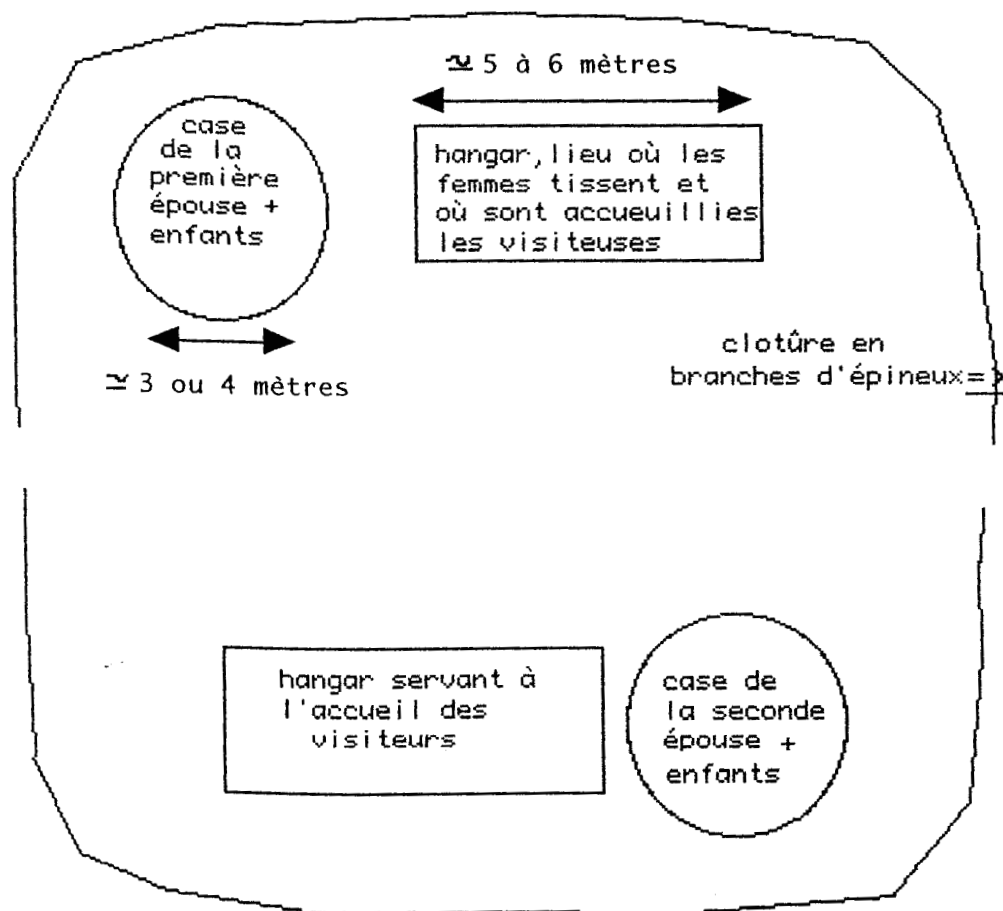 ≃ 5 à 6 mètres
case
de la
première
épouse +
enfants
hangar, lieu où les
femmes tissent et
où sont accueuillies
les visiteuses
≃ 3 ou 4 mètres
clotûre en
branches d'épineux=>
hangar servant à
l'accueil des
visiteurs
case de
la seconde
épouse +
enfants